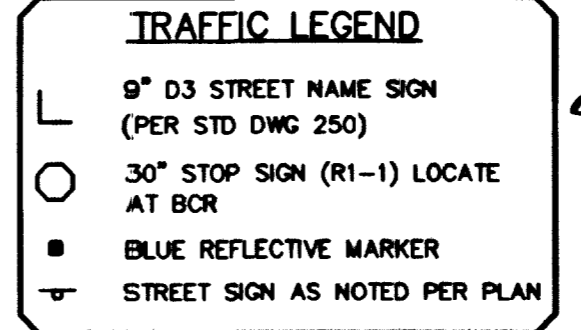 TRAFFIC LEGEND
9" D3 STREET NAME SIGN
(PER STD DWG 250)
30" STOP SIGN (R1-1) LOCATE
AT BCR
BLUE REFLECTIVE MARKER
STREET SIGN AS NOTED PER PLAN